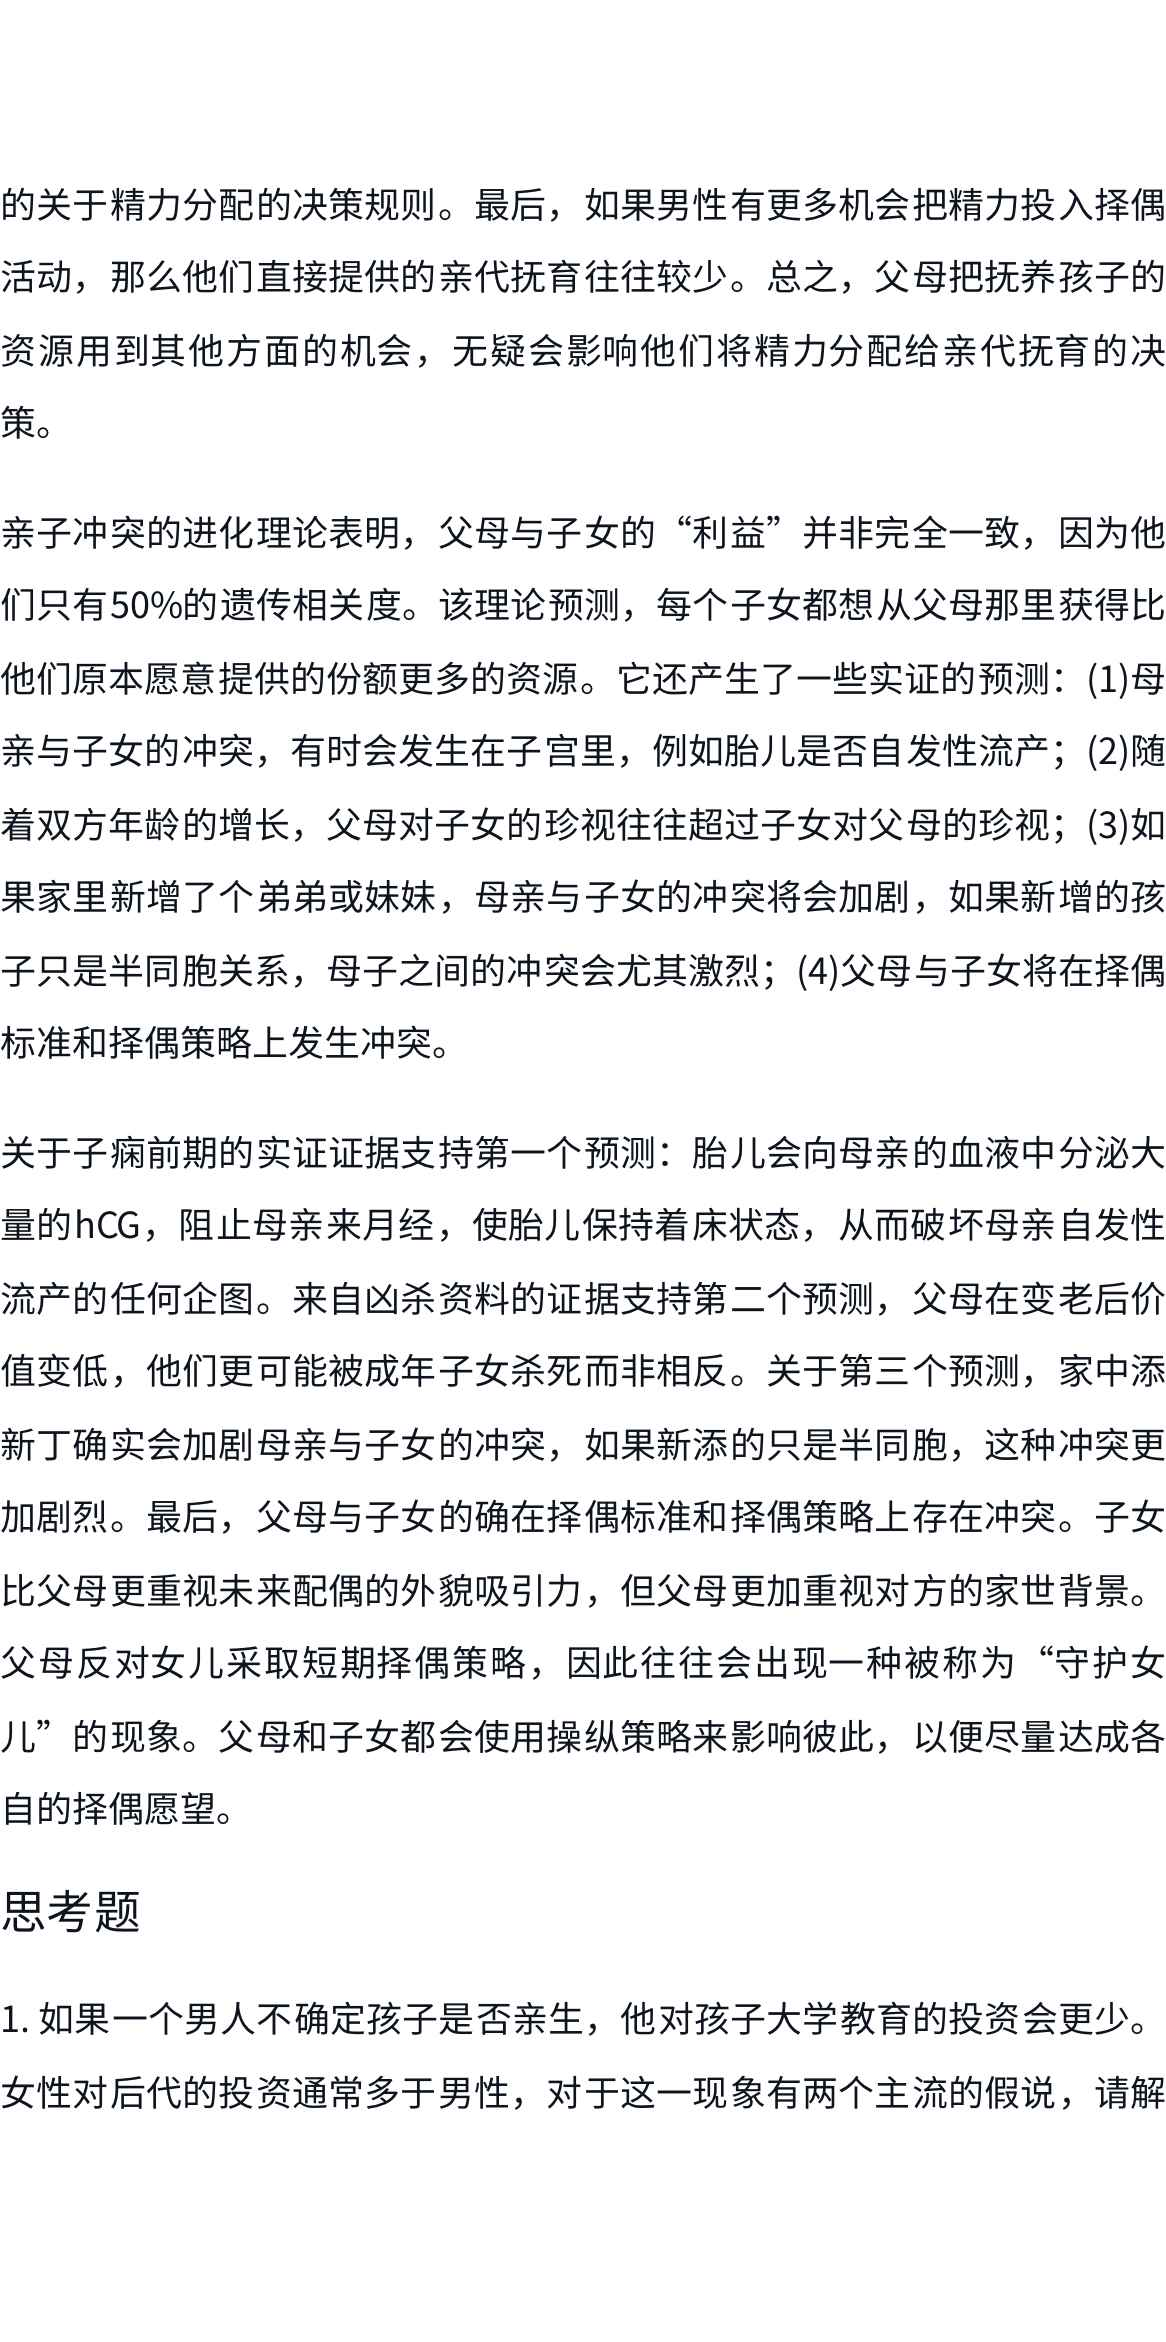 的关于精力分配的决策规则。最后，如果男性有更多机会把精力投入择偶
活动，那么他们直接提供的亲代抚育往往较少。总之，父母把抚养孩子的
资源用到其他方面的机会，无疑会影响他们将精力分配给亲代抚育的决
策。
亲子冲突的进化理论表明，父母与子女的“利益”并非完全一致，因为他
们只有50%的遗传相关度。该理论预测，每个子女都想从父母那里获得比
他们原本愿意提供的份额更多的资源。它还产生了一些实证的预测：(1)母
亲与子女的冲突，有时会发生在子宫里，例如胎儿是否自发性流产；(2)随
着双方年龄的增长，父母对子女的珍视往往超过子女对父母的珍视；(3)如
果家里新增了个弟弟或妹妹，母亲与子女的冲突将会加剧，如果新增的孩
子只是半同胞关系，母子之间的冲突会尤其激烈；(4)父母与子女将在择偶
标准和择偶策略上发生冲突。
关于子痫前期的实证证据支持第一个预测：胎儿会向母亲的血液中分泌大
量的hCG，阻止母亲来月经，使胎儿保持着床状态，从而破坏母亲自发性
流产的任何企图。来自凶杀资料的证据支持第二个预测，父母在变老后价
值变低，他们更可能被成年子女杀死而非相反。关于第三个预测，家中添
新丁确实会加剧母亲与子女的冲突，如果新添的只是半同胞，这种冲突更
加剧烈。最后，父母与子女的确在择偶标准和择偶策略上存在冲突。子女
比父母更重视未来配偶的外貌吸引力，但父母更加重视对方的家世背景。
父母反对女儿采取短期择偶策略，因此往往会出现一种被称为“守护女
儿”的现象。父母和子女都会使用操纵策略来影响彼此，以便尽量达成各
自的择偶愿望。
思考题
1. 如果一个男人不确定孩子是否亲生，他对孩子大学教育的投资会更少。
女性对后代的投资通常多于男性，对于这一现象有两个主流的假说，请解